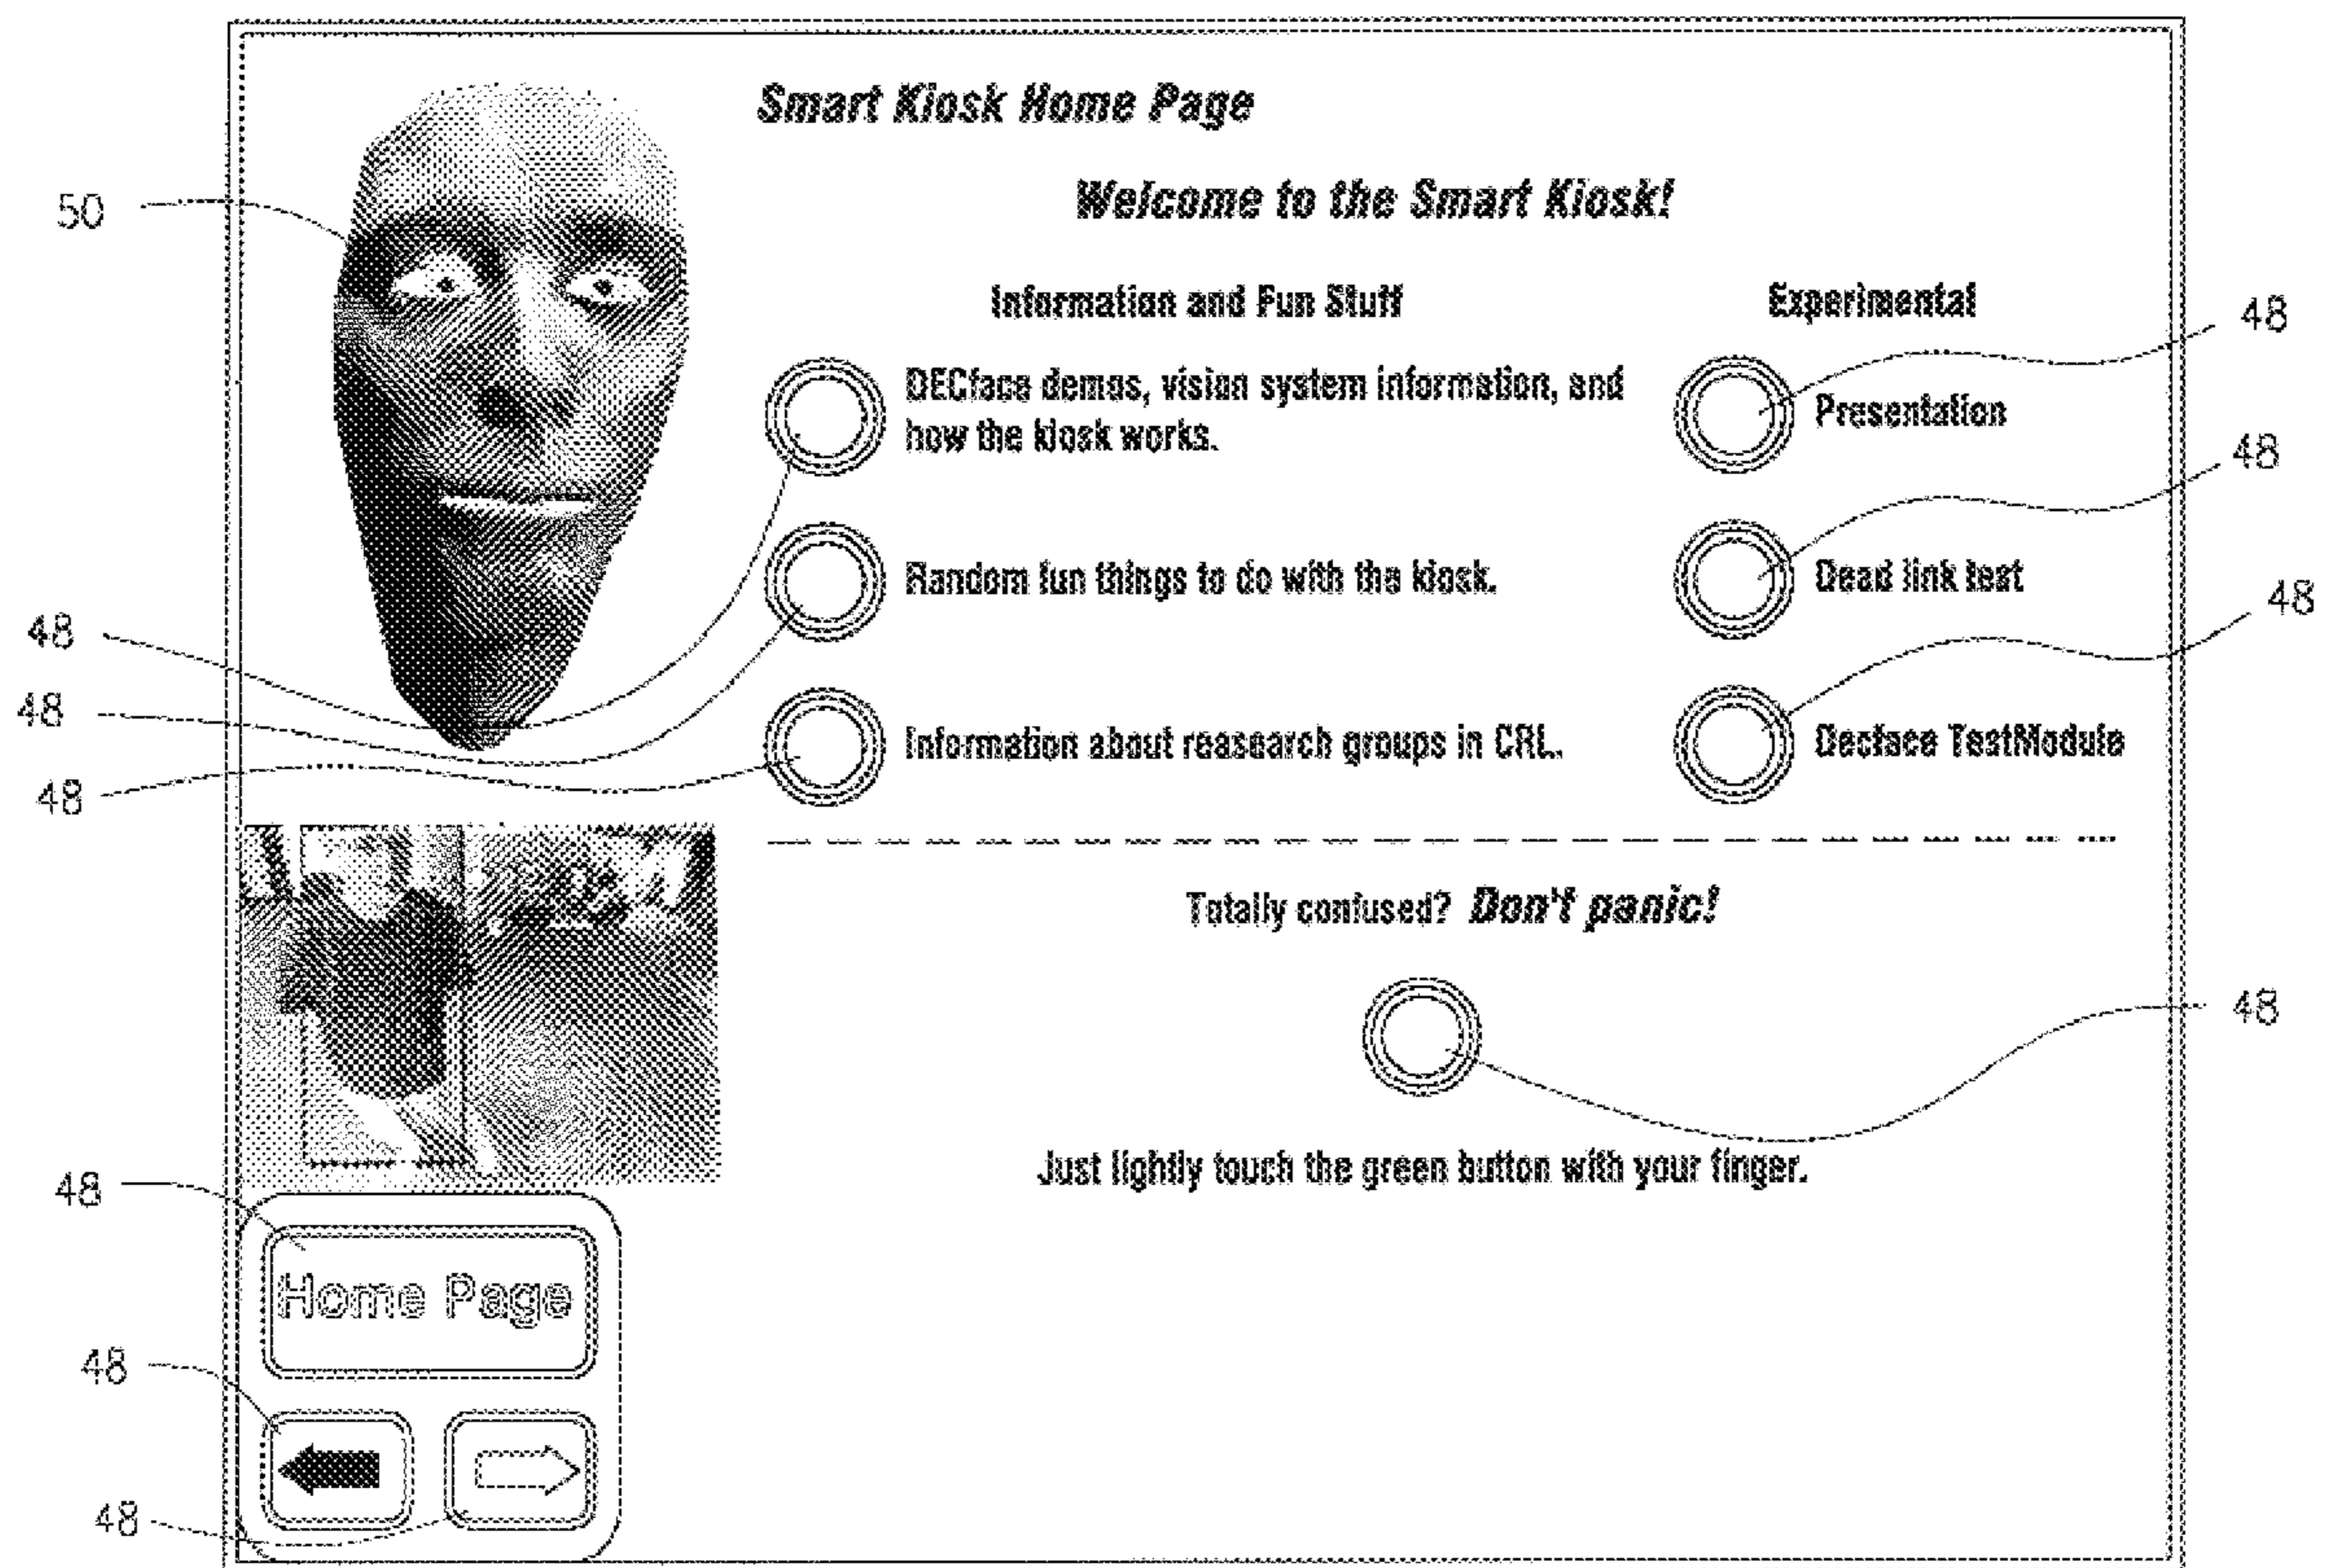 Smart Kiosk Home Page
Welcome to the Smart Kiosk!
50
Information and Fun Stuff
Experimental
48
DECface demos, vision system information, and
how the kiosk works.
Presentation
48
Random fun things to do with the kiosk.
Dead link test
48
48
48
Information about reasearch groups in CRL.
Decface TestModule
48
Totally confused? Don't panic!
48
Just lightly touch the green button with your finger.
48
Home Page
48
48